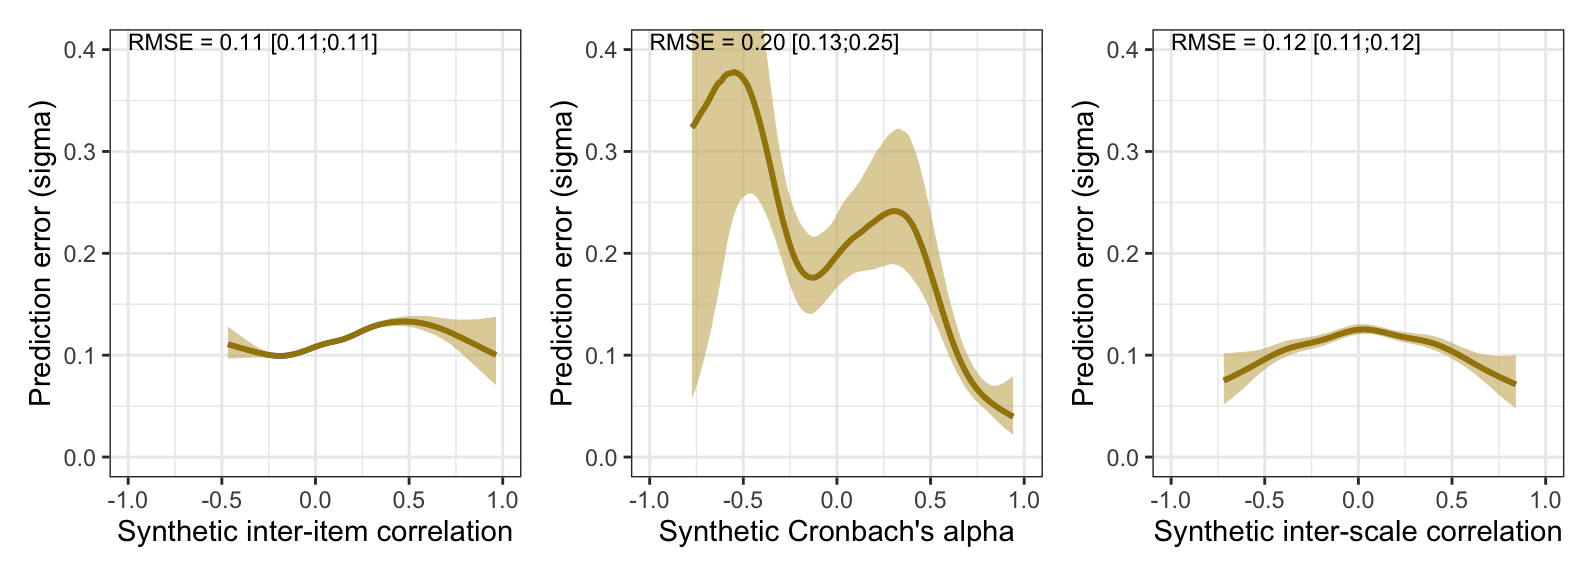 RMSE = 0.11 [0.11;0.11]
0.4
0.3
0.2
0.1
0.0
Prediction error (sigma)
-1.0 -0.5 0.0 0.5 1.0
Synthetic inter-item correlation
RMSE = 0.20 [0.13;0.25]
0.4
0.3
0.2
0.1
0.0
Prediction error (sigma)
-1.0 -0.5 0.0 0.5 1.0
Synthetic Cronbach's alpha
RMSE = 0.12 [0.11;0.12]
0.4
0.3
0.2
0.1
0.0
Prediction error (sigma)
-1.0 -0.5 0.0 0.5 1.0
Synthetic inter-scale correlation